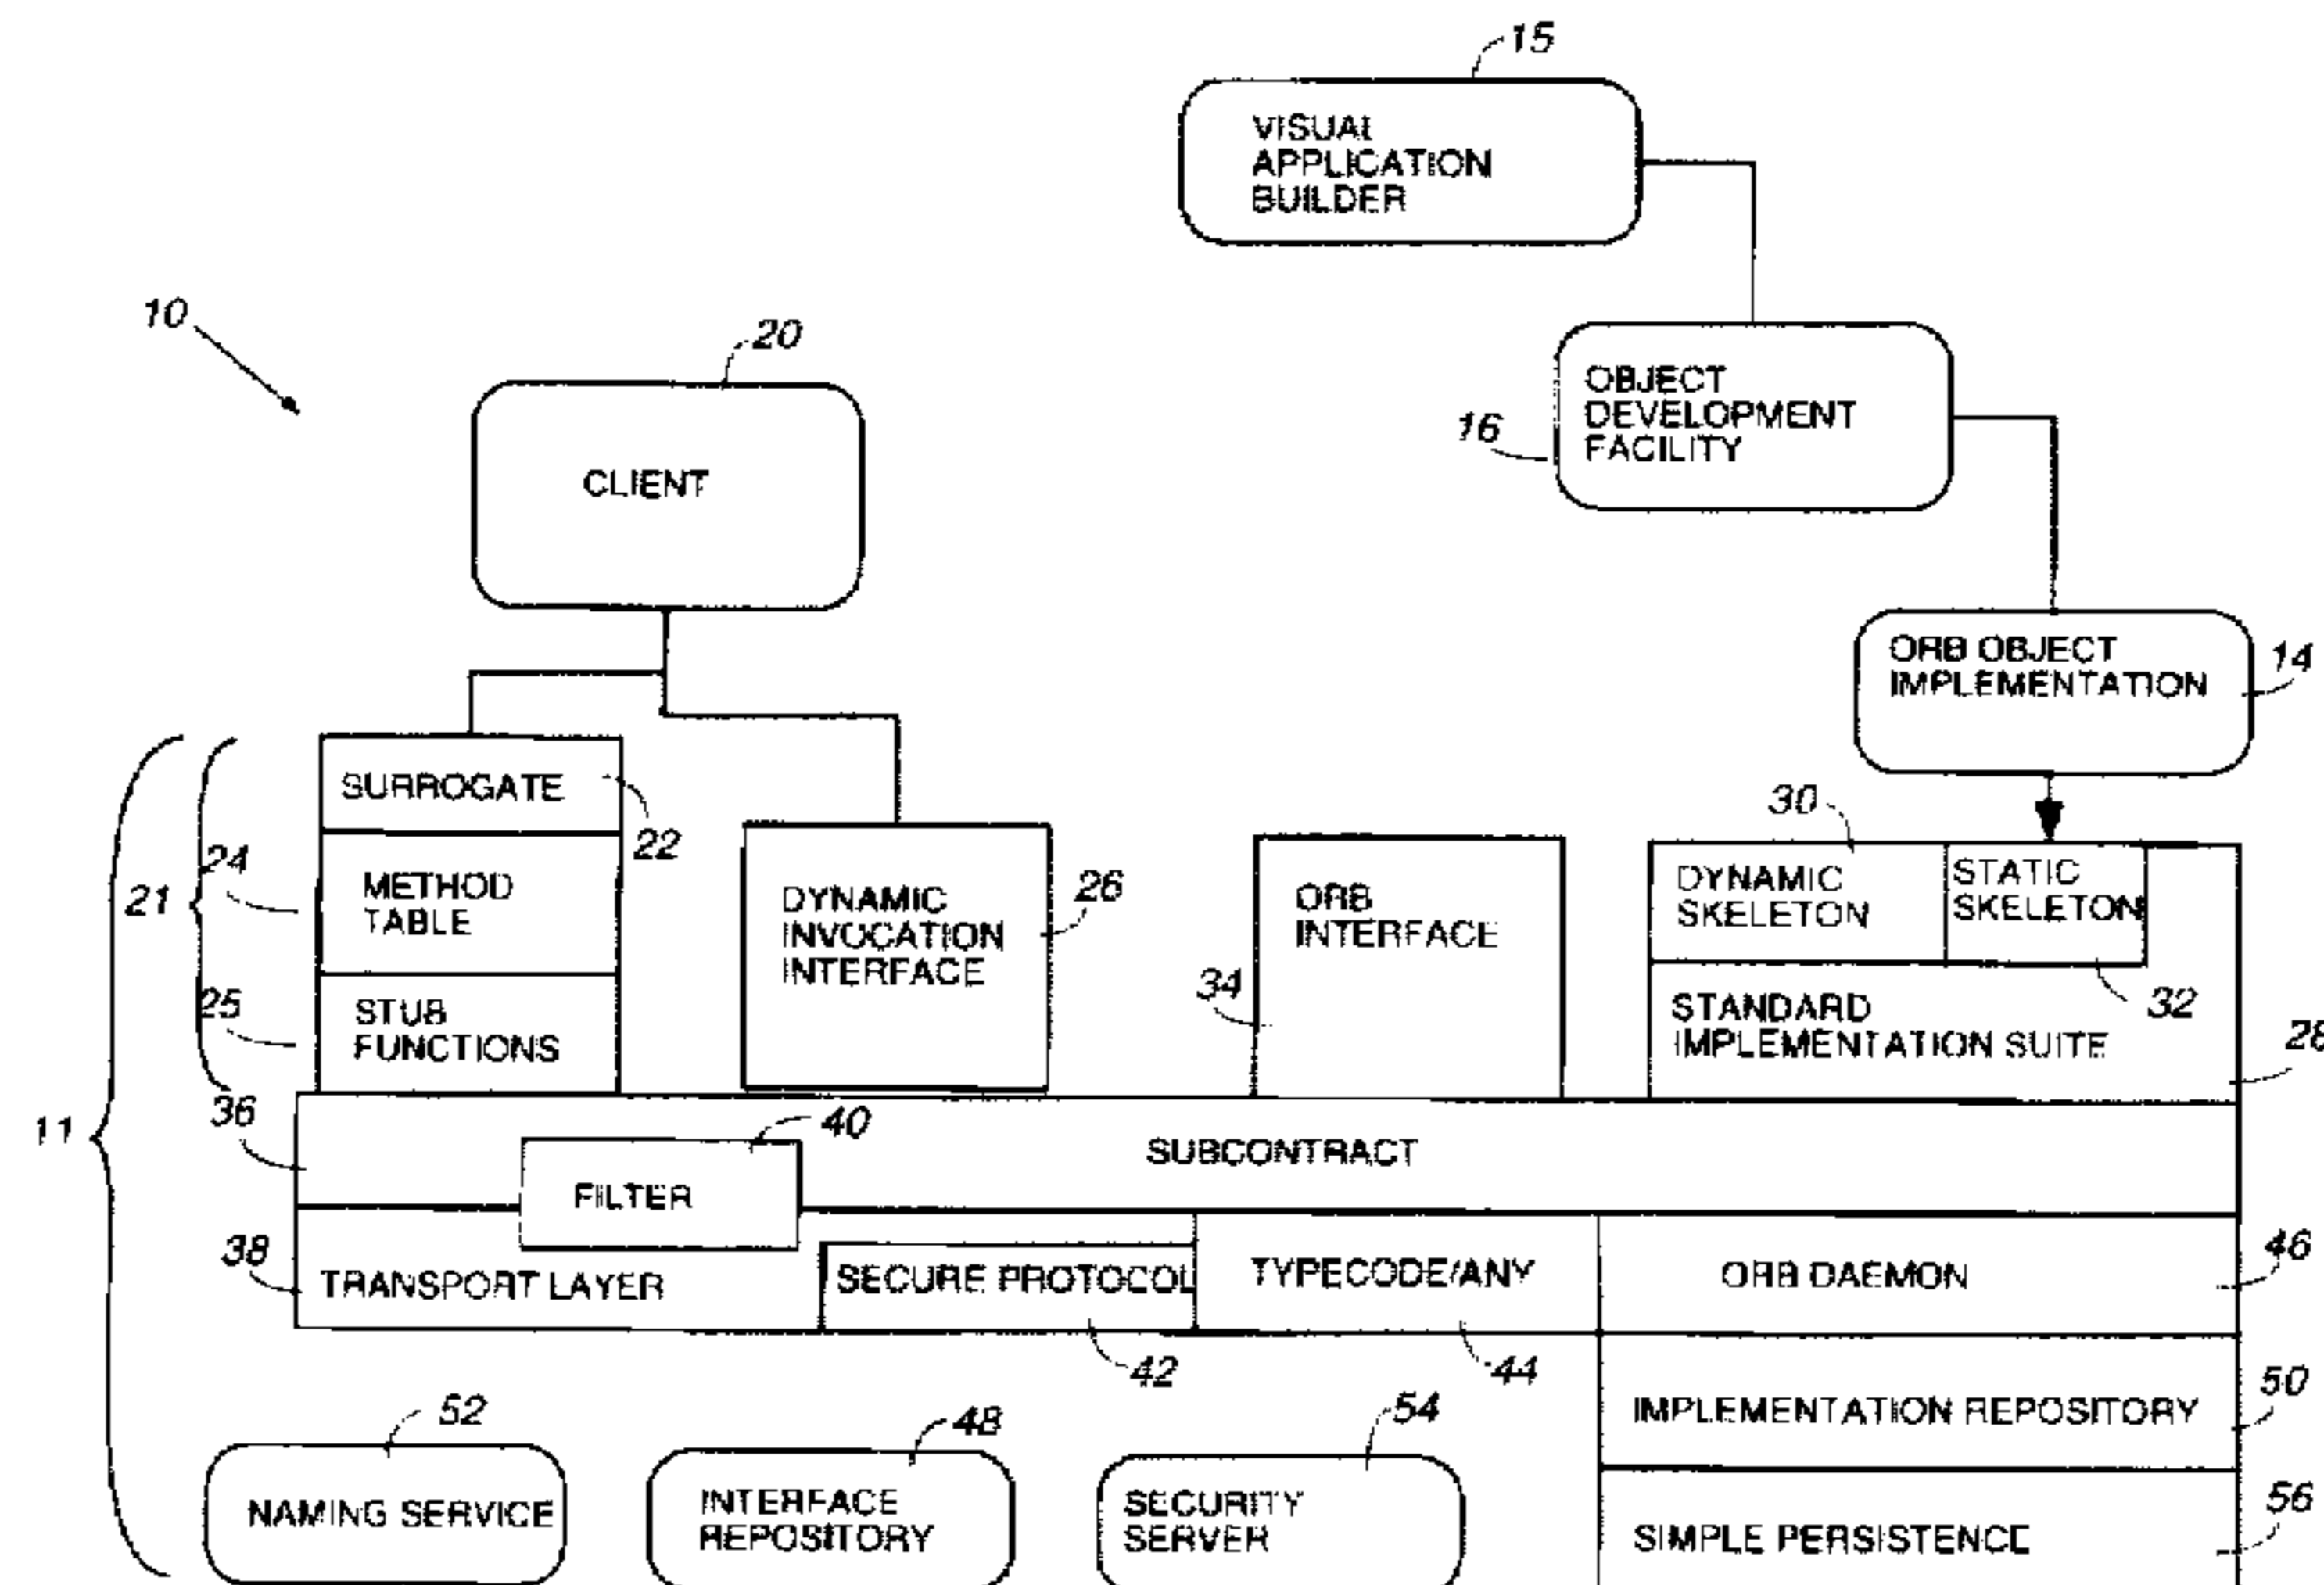 15
VISUAL
APPLICATION
BUILDER
10
20
OBJECT
DEVELOPMENT
FACILITY
16
CLIENT
ORB OBJECT
IMPLEMENTATION
14
SURROGATE
22
30
24
21
METHOD
TABLE
DYNAMIC
INVOCATION
INTERFACE
26
ORB
INTERFACE
34
DYNAMIC
SKELETON
STATIC
SKELETON
32
25
STUB
FUNCTIONS
STANDARD
IMPLEMENTATION SUITE
28
36
11
40
SUBCONTRACT
FILTER
38
TRANSPORT LAYER
SECURE PROTOCOL
TYPECODE/ANY
ORB DAEMON
46
42
44
IMPLEMENTATION REPOSITORY
50
52
48
54
NAMING SERVICE
INTERFACE
REPOSITORY
SECURITY
SERVER
SIMPLE PERSISTENCE
56